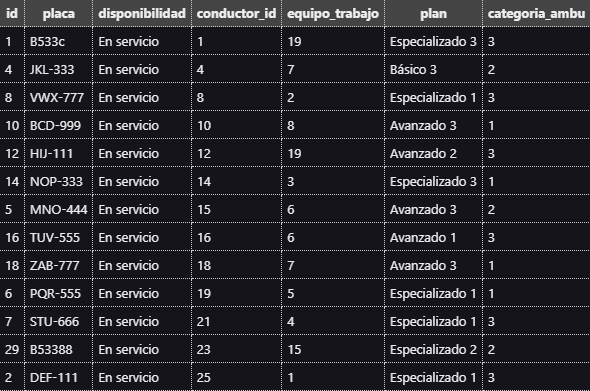 id placa disponibilidad conductor_id equipo_trabajo plan categoria_ambu
1 B533c En servicio 1 19 Especializado 3 3
4 JKL-333 En servicio 4 7 Básico 3 2
8 VWX-777 En servicio 8 2 Especializado 1 3
10 BCD-999 En servicio 10 8 Avanzado 3 1
12 HIJ-111 En servicio 12 19 Avanzado 2 3
14 NOP-333 En servicio 14 3 Especializado 3 1
5 MNO-444 En servicio 15 6 Avanzado 3 2
16 TUV-555 En servicio 16 6 Avanzado 1 3
18 ZAB-777 En servicio 18 7 Avanzado 3 1
6 PQR-555 En servicio 19 5 Especializado 1 1
7 STU-666 En servicio 21 4 Especializado 1 3
29 B53388 En servicio 23 15 Especializado 2 2
2 DEF-111 En servicio 25 1 Especializado 1 3